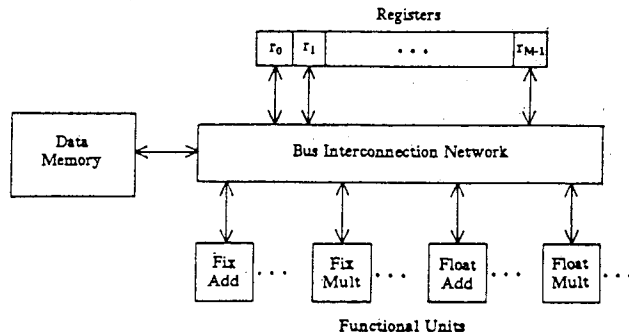 Registers
r0 r1 ... rM-1
Data
Memory
Bus Interconnection Network
Fix
Add ...
Fix
Mult ...
Float
Add ...
Float
Mult ...
Functional Units